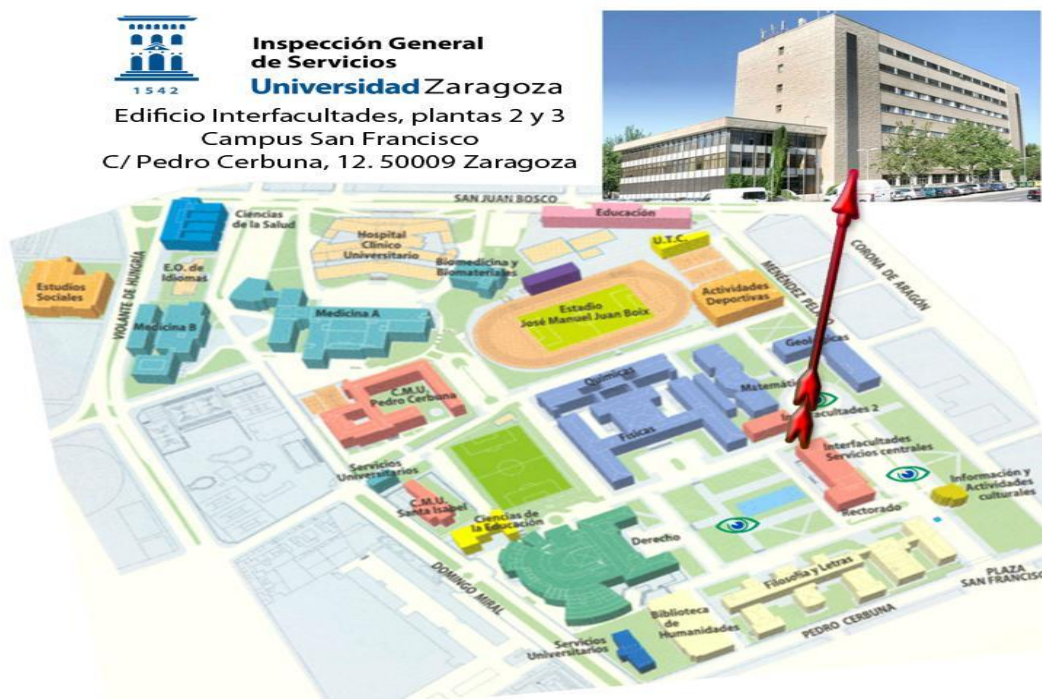 1542
Inspección General
de Servicios
Universidad Zaragoza
Edificio Interfacultades, plantas 2 y 3
Campus San Francisco
C/ Pedro Cerbuna, 12. 50009 Zaragoza
SAN JUAN BOSCO
Ciencias
de la Salud
Educación
Hospital
Clínico
Universitario
U.T.C.
CORONA DE ARAGÓN
E.O. de
Idiomas
Biomedicina y
Biomateriales
MENÉNDEZ
Estudios
Sociales
VIOLANTE DE HUNGRÍA
Actividades
Deportivas
Estadio
José Manuel Juan Boix
Medicina B
Medicina A
Geológicas
Químicas
Matemáticas
C.M.U.
Pedro Cerbuna
Interfacultades 2
Físicas
Interfacultades
Servicios centrales
Servicios
Universitarios
Información y
Actividades
culturales
C.M.U.
Santa Isabel
Rectorado
Ciencias de
la Educación
Derecho
DOMINGO MIRAL
Filosofía y Letras
PLAZA
SAN FRANCISCO
Biblioteca
de
Humanidades
PEDRO CERBUNA
Servicios
Universitarios